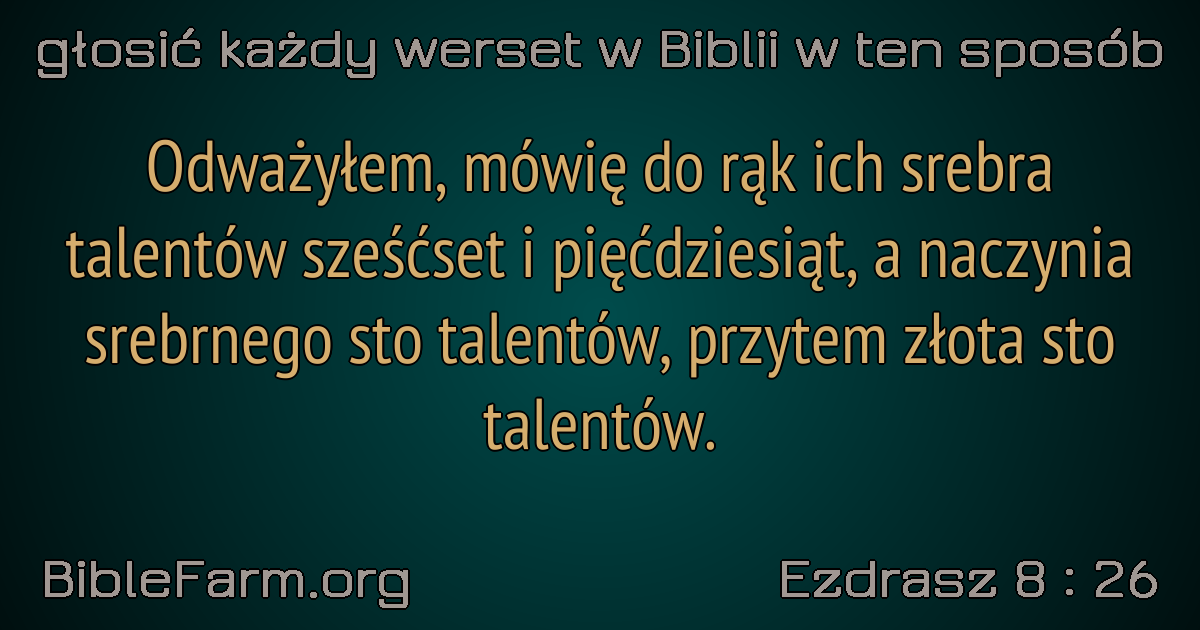 głosić każdy werset w Biblii w ten sposób
Odważyłem, mówię do rąk ich srebra
talentów sześćset i pięćdziesiąt, a naczynia
srebrnego sto talentów, przytem złota sto
talentów.
BibleFarm.org
Ezdrasz 8 : 26